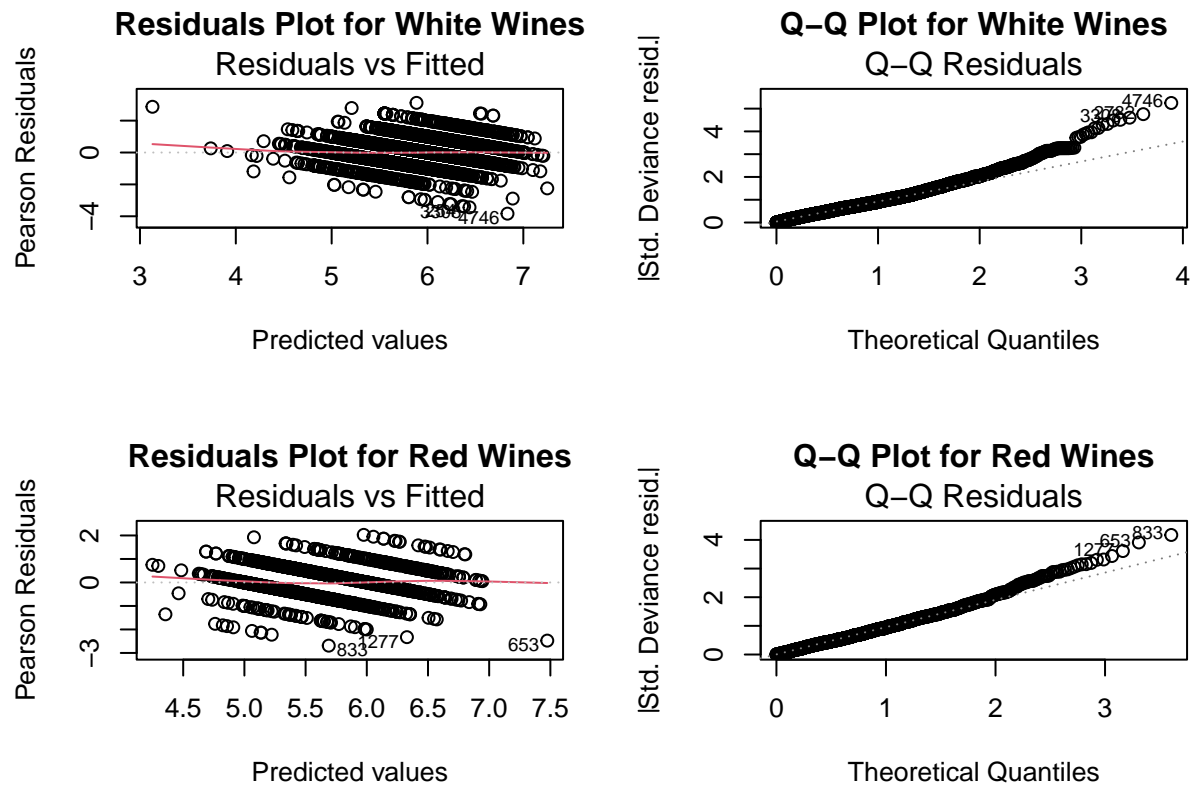 Residuals Plot for White Wines
Residuals vs Fitted
Pearson Residuals
0
−4
4746
3 4 5 6 7
Predicted values
Q−Q Plot for White Wines
Q−Q Residuals
|Std. Deviance resid.|
4
2
0
4746
0 1 2 3 4
Theoretical Quantiles
Residuals Plot for Red Wines
Residuals vs Fitted
Pearson Residuals
2
0
−3
833
1277
653
4.5 5.0 5.5 6.0 6.5 7.0 7.5
Predicted values
Q−Q Plot for Red Wines
Q−Q Residuals
|Std. Deviance resid.|
4
2
0
1277
653
833
0 1 2 3
Theoretical Quantiles